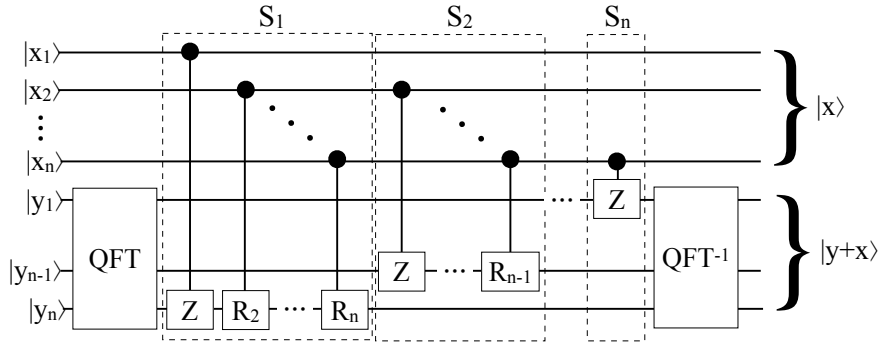 S₁ S₂ Sₙ
|x₁⟩
|x₂⟩
⋮
|x⟩
|xₙ⟩
|y₁⟩ ··· Z
QFT QFT⁻¹ |y+x⟩
|yₙ₋₁⟩ Z ··· Rₙ₋₁
|yₙ⟩ Z R₂ ··· Rₙ